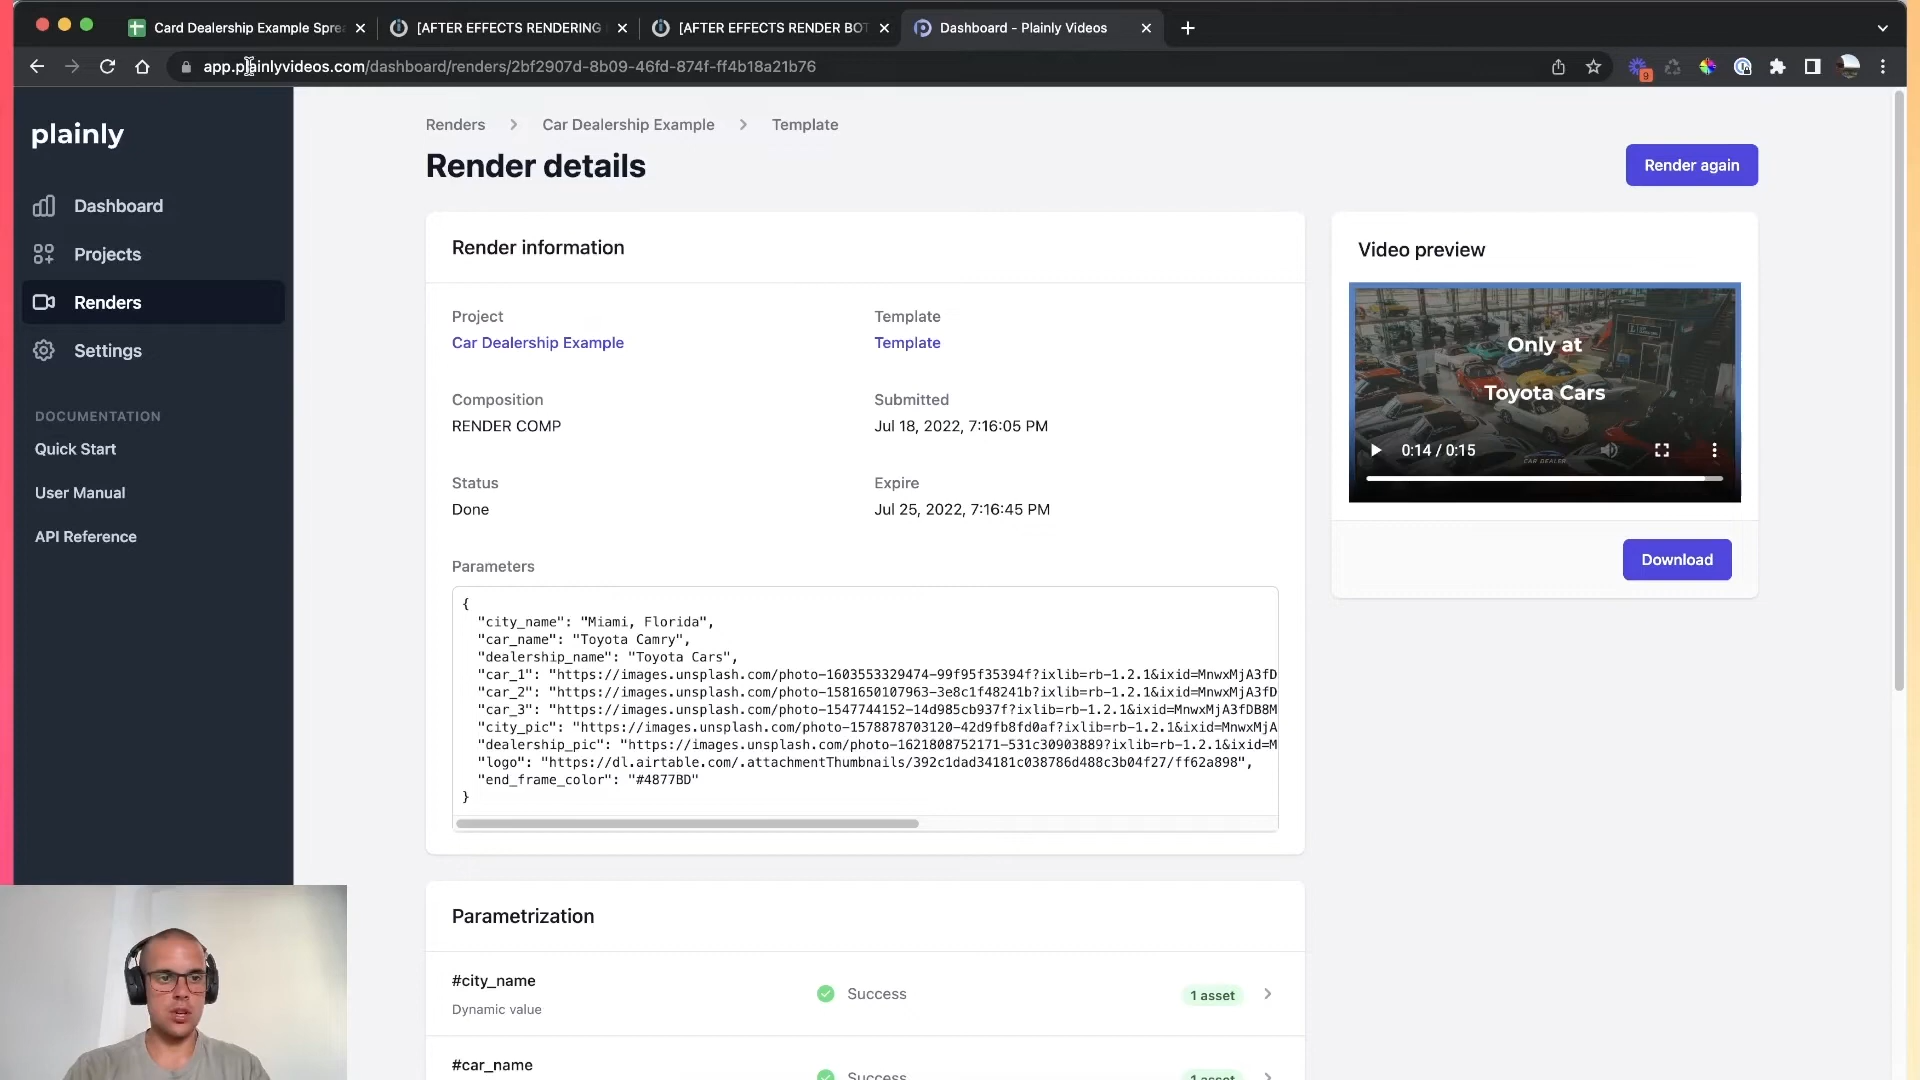 Card Dealership Example Spre
[AFTER EFFECTS RENDERING
[AFTER EFFECTS RENDER BOT
Dashboard - Plainly Videos
app.plainlyvideos.com/dashboard/renders/2bf2907d-8b09-46fd-874f-ff4b18a21b76
9
plainly
Dashboard
Projects
Renders
Settings
DOCUMENTATION
Quick Start
User Manual
API Reference
Renders > Car Dealership Example > Template
Render details
Render again
Render information
Project
Car Dealership Example
Template
Template
Composition
RENDER COMP
Submitted
Jul 18, 2022, 7:16:05 PM
Status
Done
Expire
Jul 25, 2022, 7:16:45 PM
Parameters
{
"city_name": "Miami, Florida",
"car_name": "Toyota Camry",
"dealership_name": "Toyota Cars",
"car_1": "https://images.unsplash.com/photo-1603553329474-99f95f35394f?ixlib=rb-1.2.1&ixid=MnwxMjA3fD
"car_2": "https://images.unsplash.com/photo-1581650107963-3e8c1f48241b?ixlib=rb-1.2.1&ixid=MnwxMjA3fD
"car_3": "https://images.unsplash.com/photo-1547744152-14d985cb937f?ixlib=rb-1.2.1&ixid=MnwxMjA3fDB8M
"city_pic": "https://images.unsplash.com/photo-1578878703120-42d9fb8fd0af?ixlib=rb-1.2.1&ixid=MnwxMjA
"dealership_pic": "https://images.unsplash.com/photo-1621808752171-531c30903889?ixlib=rb-1.2.1&ixid=M
"logo": "https://dl.airtable.com/.attachmentThumbnails/392c1dad34181c038786d488c3b04f27/ff62a898",
"end_frame_color": "#4877BD"
}
Video preview
Only at
Toyota Cars
0:14 / 0:15
CAR DEALER
Download
Parametrization
#city_name
Dynamic value
Success
1 asset
#car_name
Success
1 asset